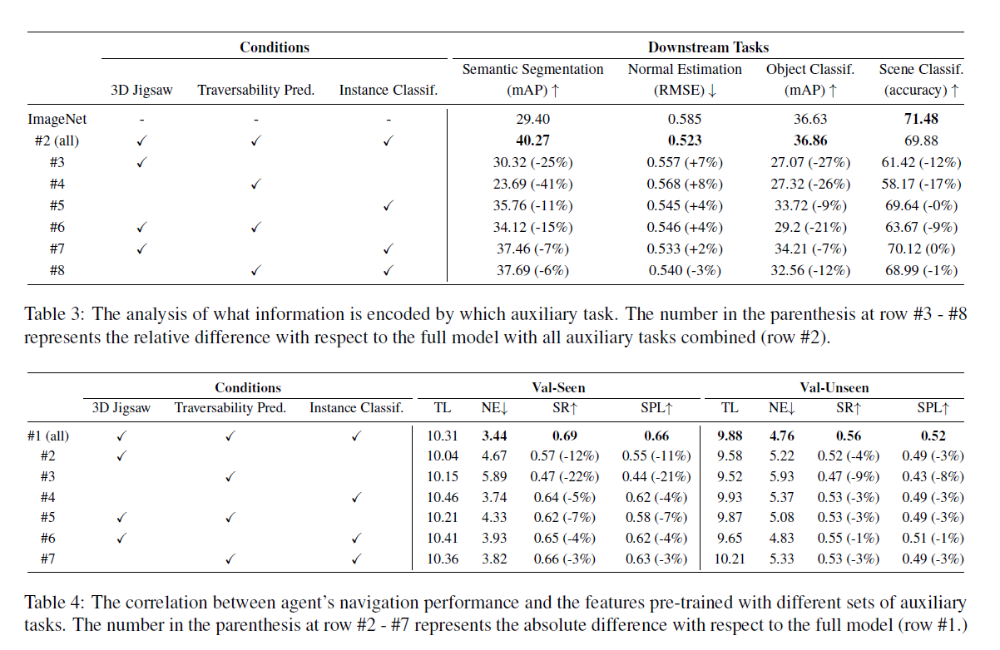 Conditions Downstream Tasks
3D Jigsaw Traversability Pred. Instance Classif. Semantic Segmentation (mAP) ↑ Normal Estimation (RMSE) ↓ Object Classif. (mAP) ↑ Scene Classif. (accuracy) ↑
ImageNet - - - 29.40 0.585 36.63 71.48
#2 (all) ✓ ✓ ✓ 40.27 0.523 36.86 69.88
#3 ✓ 30.32 (-25%) 0.557 (+7%) 27.07 (-27%) 61.42 (-12%)
#4 ✓ 23.69 (-41%) 0.568 (+8%) 27.32 (-26%) 58.17 (-17%)
#5 ✓ 35.76 (-11%) 0.545 (+4%) 33.72 (-9%) 69.64 (-0%)
#6 ✓ ✓ 34.12 (-15%) 0.546 (+4%) 29.2 (-21%) 63.67 (-9%)
#7 ✓ ✓ 37.46 (-7%) 0.533 (+2%) 34.21 (-7%) 70.12 (0%)
#8 ✓ ✓ 37.69 (-6%) 0.540 (-3%) 32.56 (-12%) 68.99 (-1%)
Table 3: The analysis of what information is encoded by which auxiliary task. The number in the parenthesis at row #3 - #8
represents the relative difference with respect to the full model with all auxiliary tasks combined (row #2).
Conditions Val-Seen Val-Unseen
3D Jigsaw Traversability Pred. Instance Classif. TL NE↓ SR↑ SPL↑ TL NE↓ SR↑ SPL↑
#1 (all) ✓ ✓ ✓ 10.31 3.44 0.69 0.66 9.88 4.76 0.56 0.52
#2 ✓ 10.04 4.67 0.57 (-12%) 0.55 (-11%) 9.58 5.22 0.52 (-4%) 0.49 (-3%)
#3 ✓ 10.15 5.89 0.47 (-22%) 0.44 (-21%) 9.52 5.93 0.47 (-9%) 0.43 (-8%)
#4 ✓ 10.46 3.74 0.64 (-5%) 0.62 (-4%) 9.93 5.37 0.53 (-3%) 0.49 (-3%)
#5 ✓ ✓ 10.21 4.33 0.62 (-7%) 0.58 (-7%) 9.87 5.08 0.53 (-3%) 0.49 (-3%)
#6 ✓ ✓ 10.41 3.93 0.65 (-4%) 0.62 (-4%) 9.65 4.83 0.55 (-1%) 0.51 (-1%)
#7 ✓ ✓ 10.36 3.82 0.66 (-3%) 0.63 (-3%) 10.21 5.33 0.53 (-3%) 0.49 (-3%)
Table 4: The correlation between agent's navigation performance and the features pre-trained with different sets of auxiliary
tasks. The number in the parenthesis at row #2 - #7 represents the absolute difference with respect to the full model (row #1.)